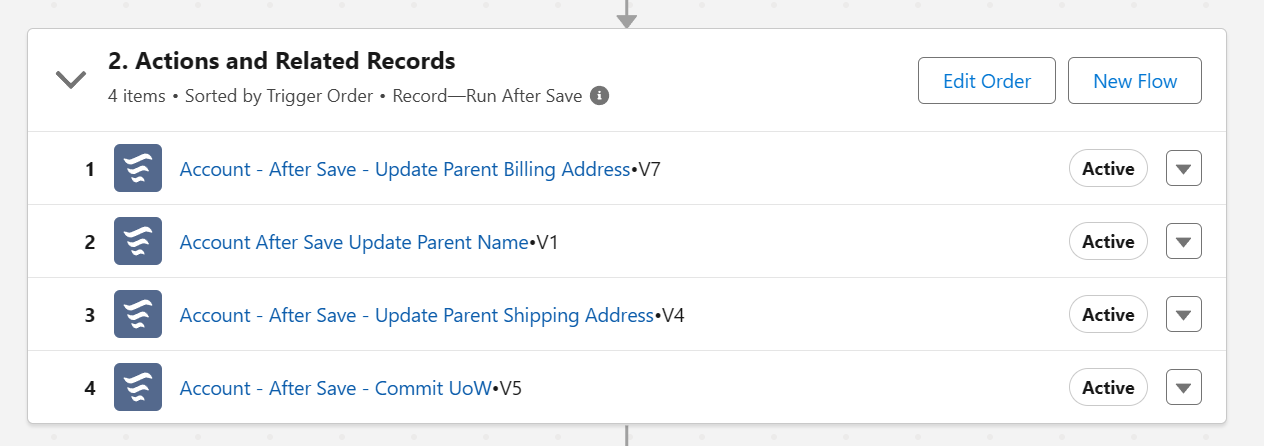 2. Actions and Related Records
4 items • Sorted by Trigger Order • Record—Run After Save
Edit Order
New Flow
1 Account - After Save - Update Parent Billing Address•V7 Active
2 Account After Save Update Parent Name•V1 Active
3 Account - After Save - Update Parent Shipping Address•V4 Active
4 Account - After Save - Commit UoW•V5 Active